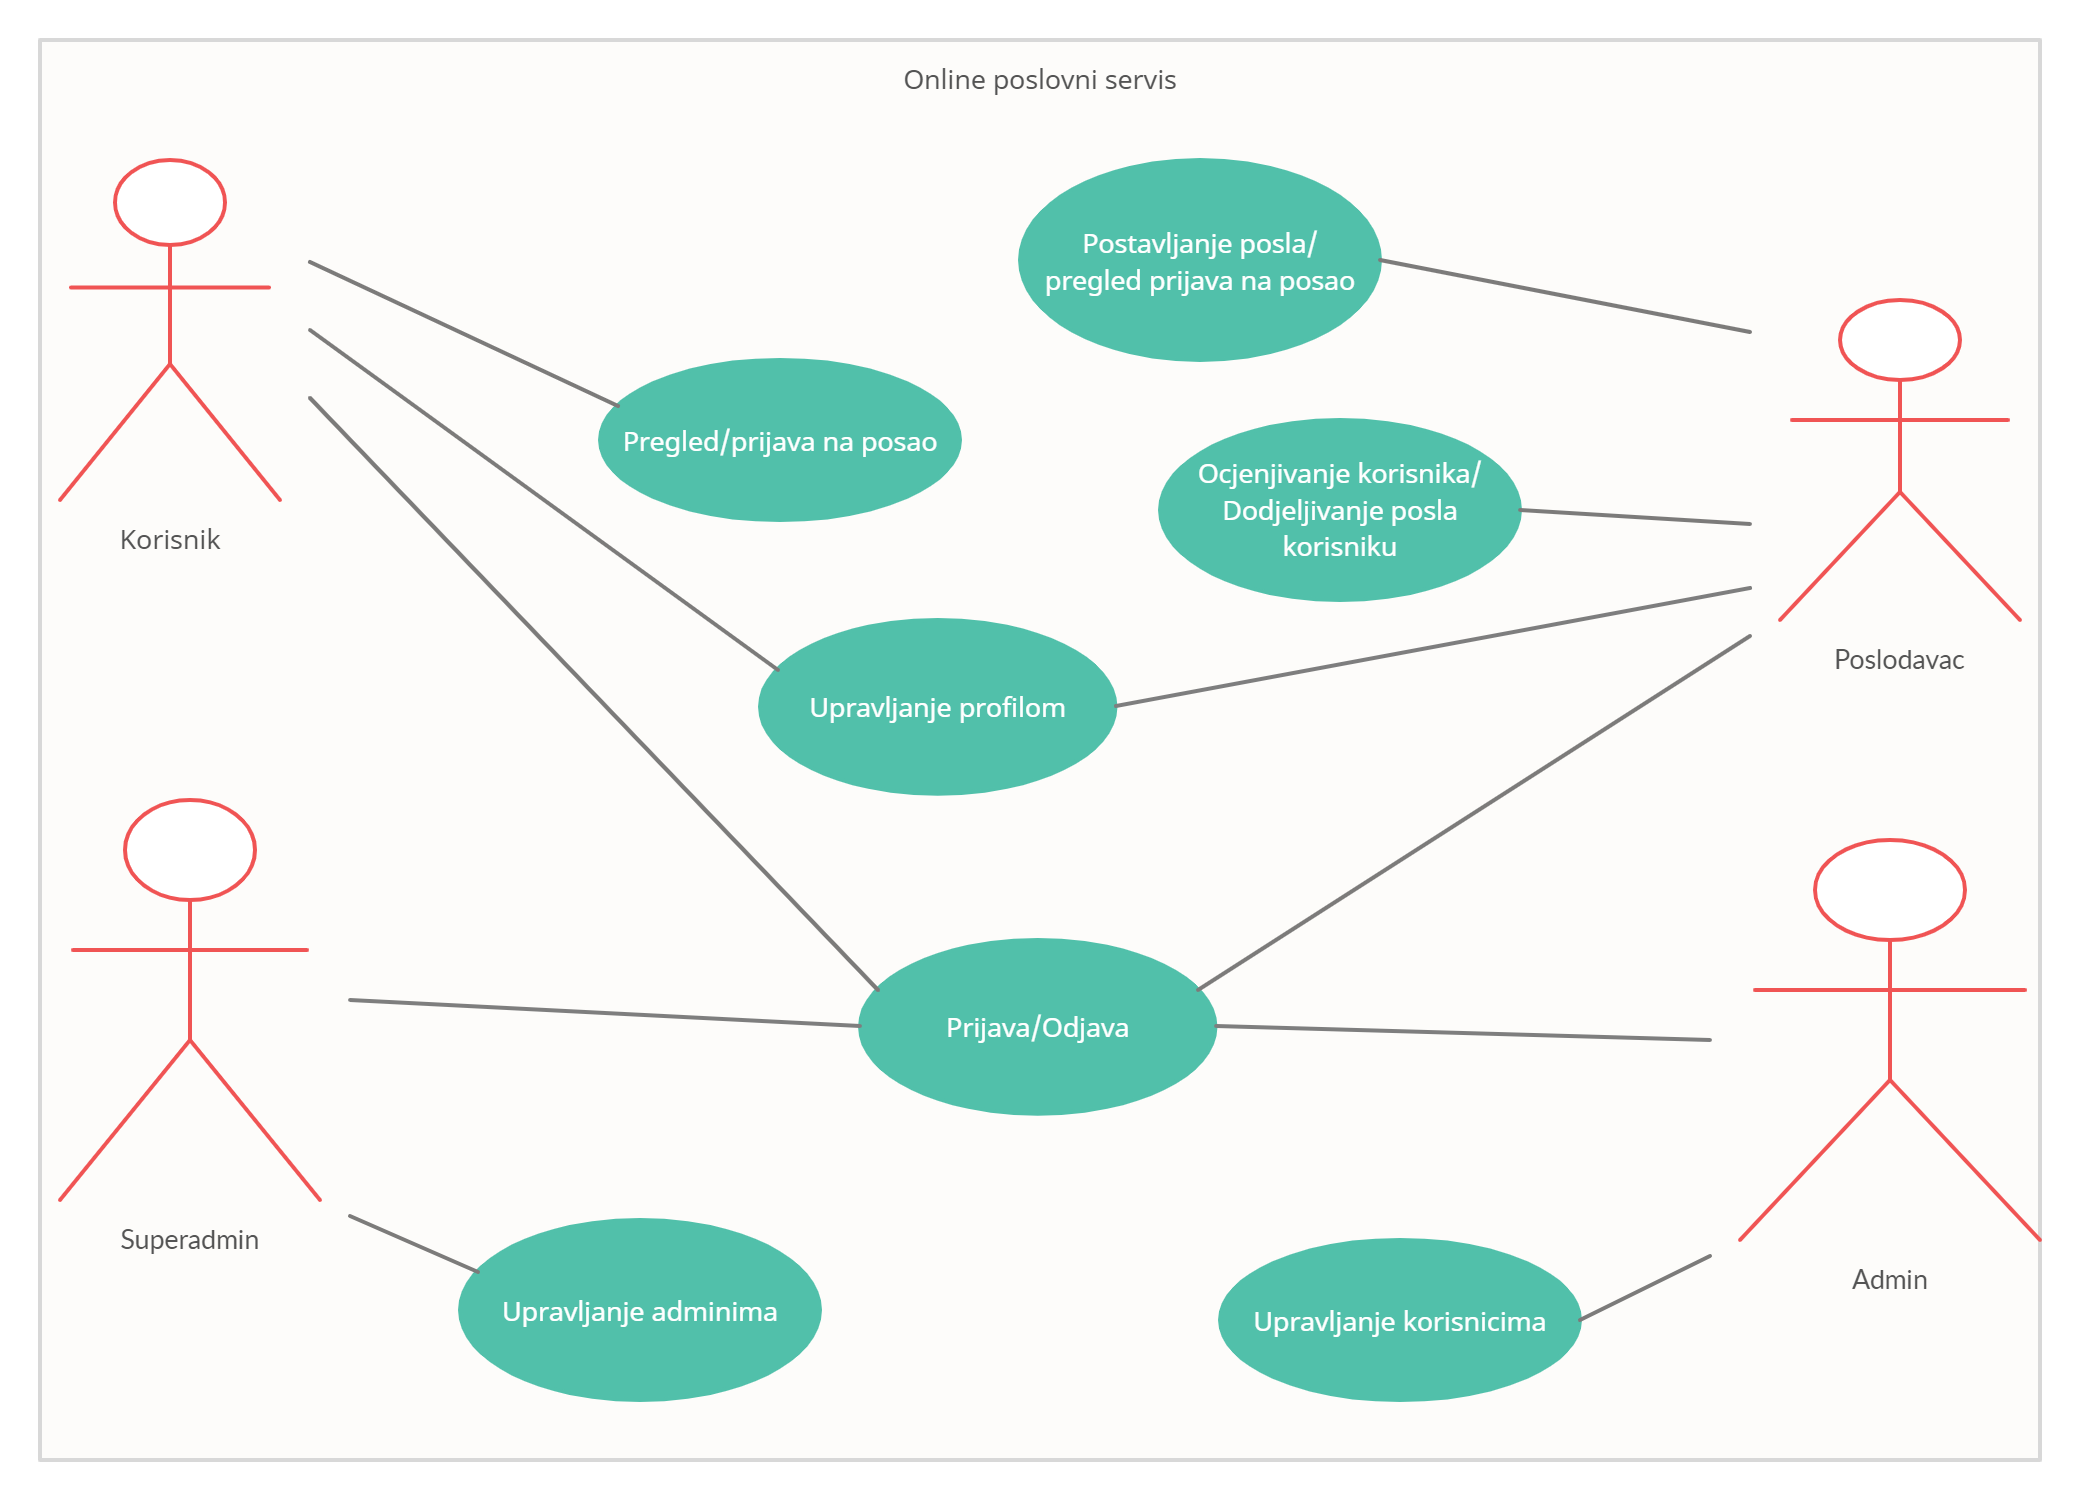 Online poslovni servis
Postavljanje posla/
pregled prijava na posao
Pregled/prijava na posao
Ocjenjivanje korisnika/
Dodjeljivanje posla
korisniku
Korisnik
Poslodavac
Upravljanje profilom
Prijava/Odjava
Superadmin
Admin
Upravljanje adminima
Upravljanje korisnicima